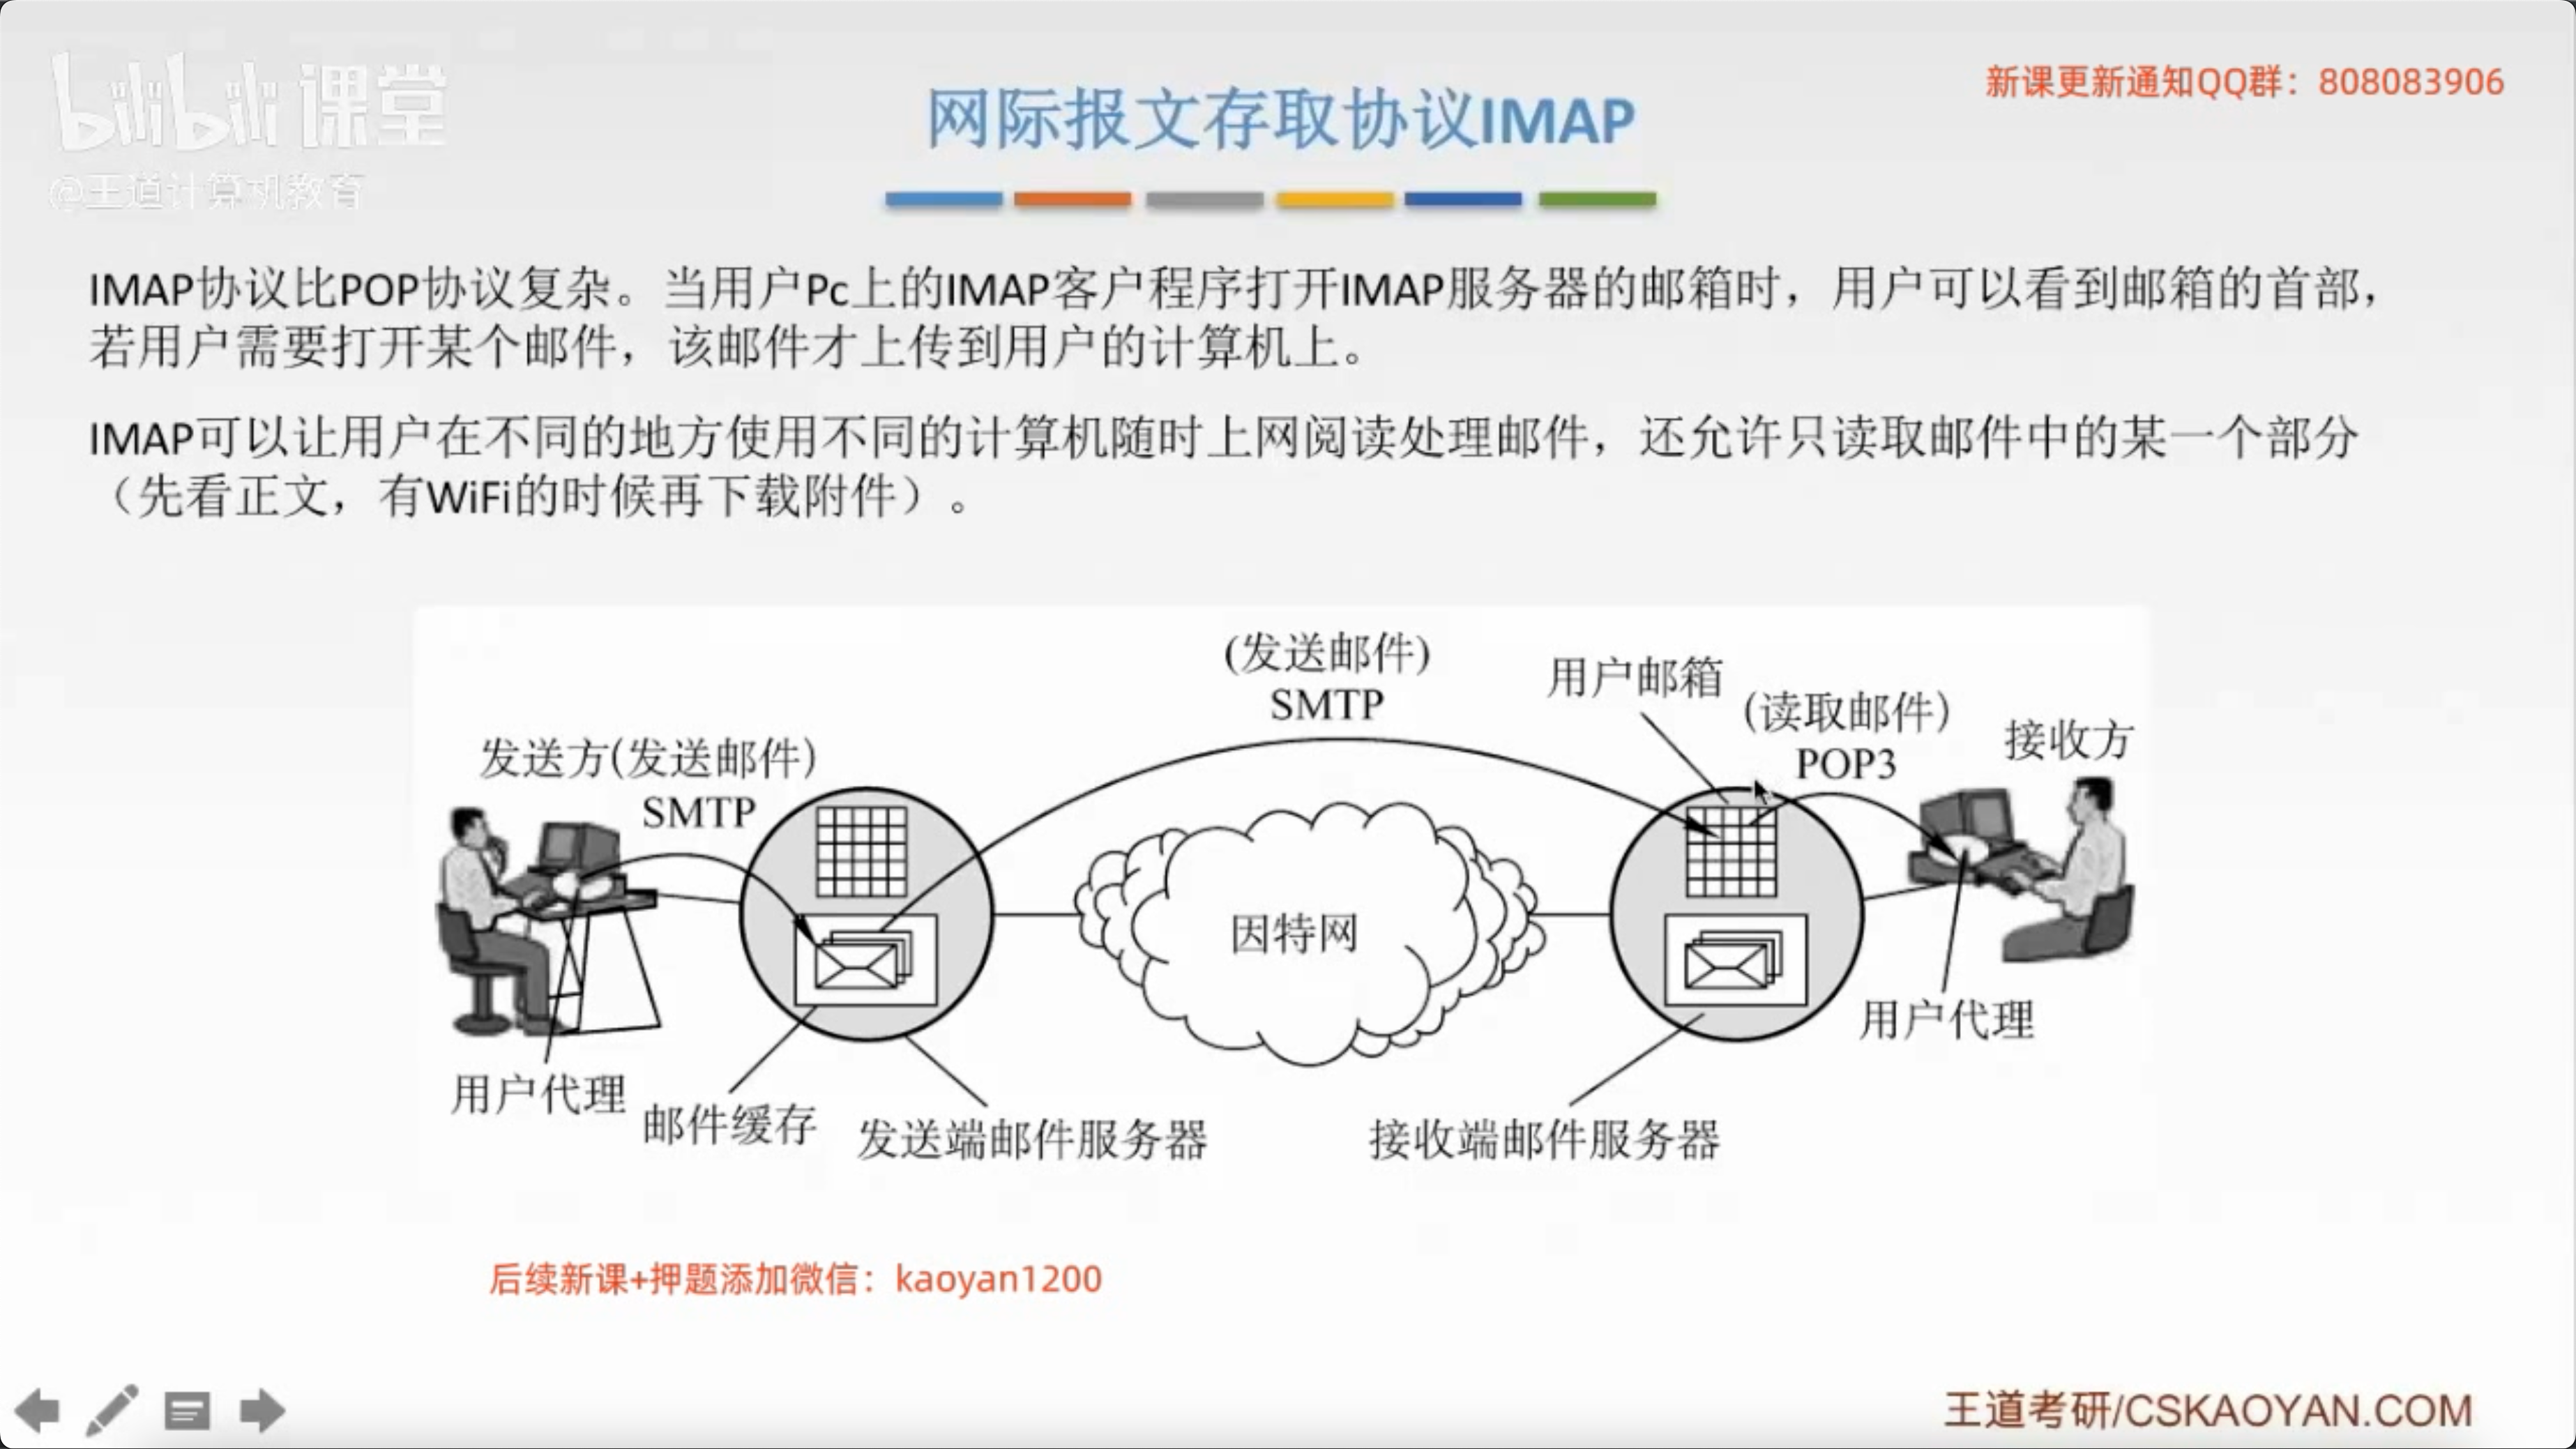 bilibili课堂
@王道计算机教育
新课更新通知QQ群：808083906
网际报文存取协议IMAP
IMAP协议比POP协议复杂。当用户Pc上的IMAP客户程序打开IMAP服务器的邮箱时，用户可以看到邮箱的首部，
若用户需要打开某个邮件，该邮件才上传到用户的计算机上。
IMAP可以让用户在不同的地方使用不同的计算机随时上网阅读处理邮件，还允许只读取邮件中的某一个部分
（先看正文，有WiFi的时候再下载附件）。
(发送邮件)
SMTP
用户邮箱
(读取邮件)
POP3
接收方
发送方(发送邮件)
SMTP
因特网
用户代理
用户代理
邮件缓存
发送端邮件服务器
接收端邮件服务器
后续新课+押题添加微信：kaoyan1200
王道考研/CSKAOYAN.COM